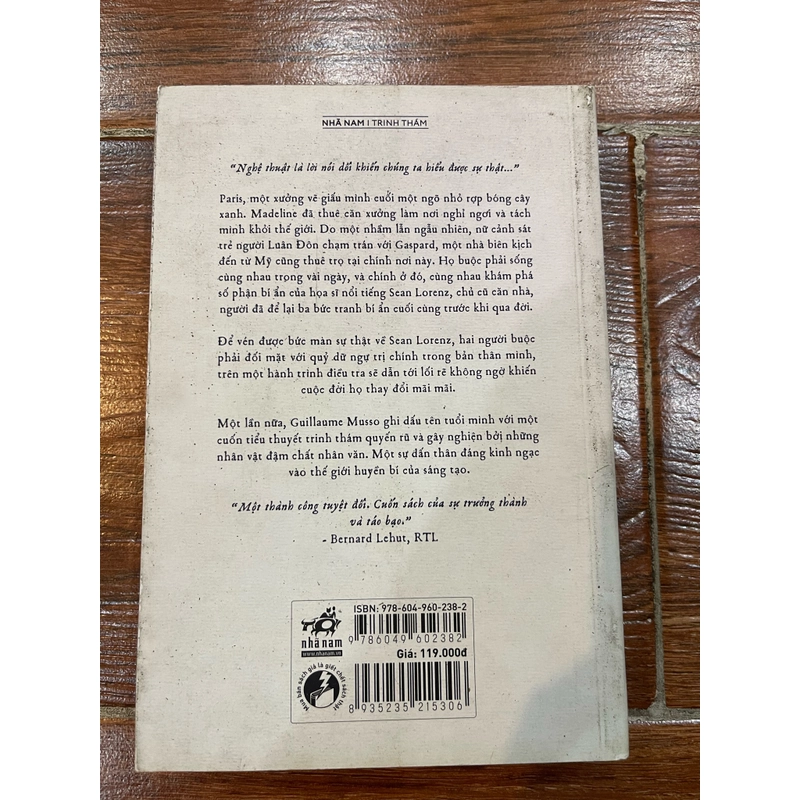 NHÃ NAM | TRINH THÁM
“Nghệ thuật là lời nói dối khiến chúng ta hiểu được sự thật...”
Paris, một xưởng vẽ giấu mình cuối một ngõ nhỏ rợp bóng cây
xanh. Madeline đã thuê căn xưởng làm nơi nghỉ ngơi và tách
mình khỏi thế giới. Do một nhầm lẫn ngẫu nhiên, nữ cảnh sát
trẻ người Luân Đôn chạm trán với Gaspard, một nhà biên kịch
đến từ Mỹ cũng thuê trọ tại chính nơi này. Họ buộc phải sống
cùng nhau trong vài ngày, và chính ở đó, cùng nhau khám phá
số phận bí ẩn của họa sĩ nổi tiếng Sean Lorenz, chủ cũ căn nhà,
người đã để lại ba bức tranh bí ẩn cuối cùng trước khi qua đời.
Để vén được bức màn sự thật về Sean Lorenz, hai người buộc
phải đối mặt với quỷ dữ ngự trị chính trong bản thân mình,
trên một hành trình điều tra sẽ dẫn tới lối rẽ không ngờ khiến
cuộc đời họ thay đổi mãi mãi.
Một lần nữa, Guillaume Musso ghi dấu tên tuổi mình với một
cuốn tiểu thuyết trinh thám quyến rũ và gây nghiện bởi những
nhân vật đậm chất nhân văn. Một sự dấn thân đáng kinh ngạc
vào thế giới huyền bí của sáng tạo.
“Một thành công tuyệt đối. Cuốn sách của sự trưởng thành
và táo bạo.”
- Bernard Lehut, RTL
ISBN: 978-604-960-238-2
9 786049 602382
nhã nam
www.nhanam.vn
Giá: 119.000đ
Mua bán sách giả là giết chết sách thật
8 935235 215306